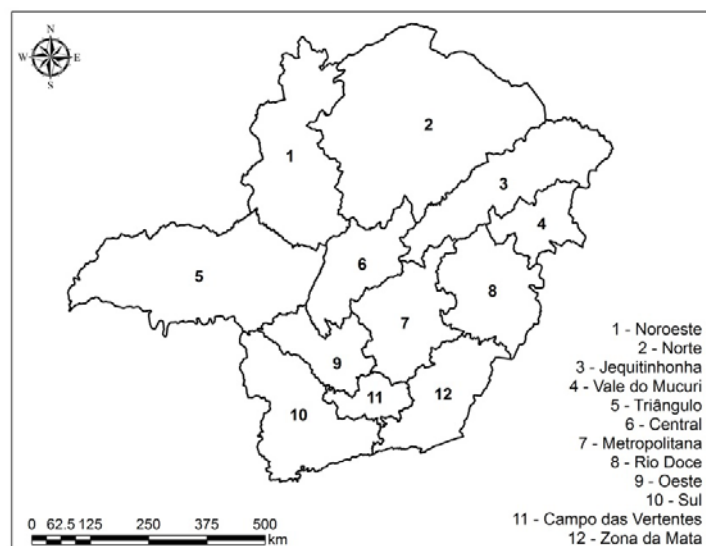 N
W E
S
1
2
3
4
5
6
7
8
9
10
11
12
1 - Noroeste
2 - Norte
3 - Jequitinhonha
4 - Vale do Mucuri
5 - Triângulo
6 - Central
7 - Metropolitana
8 - Rio Doce
9 - Oeste
10 - Sul
11 - Campo das Vertentes
12 - Zona da Mata
0 62.5 125 250 375 500
km